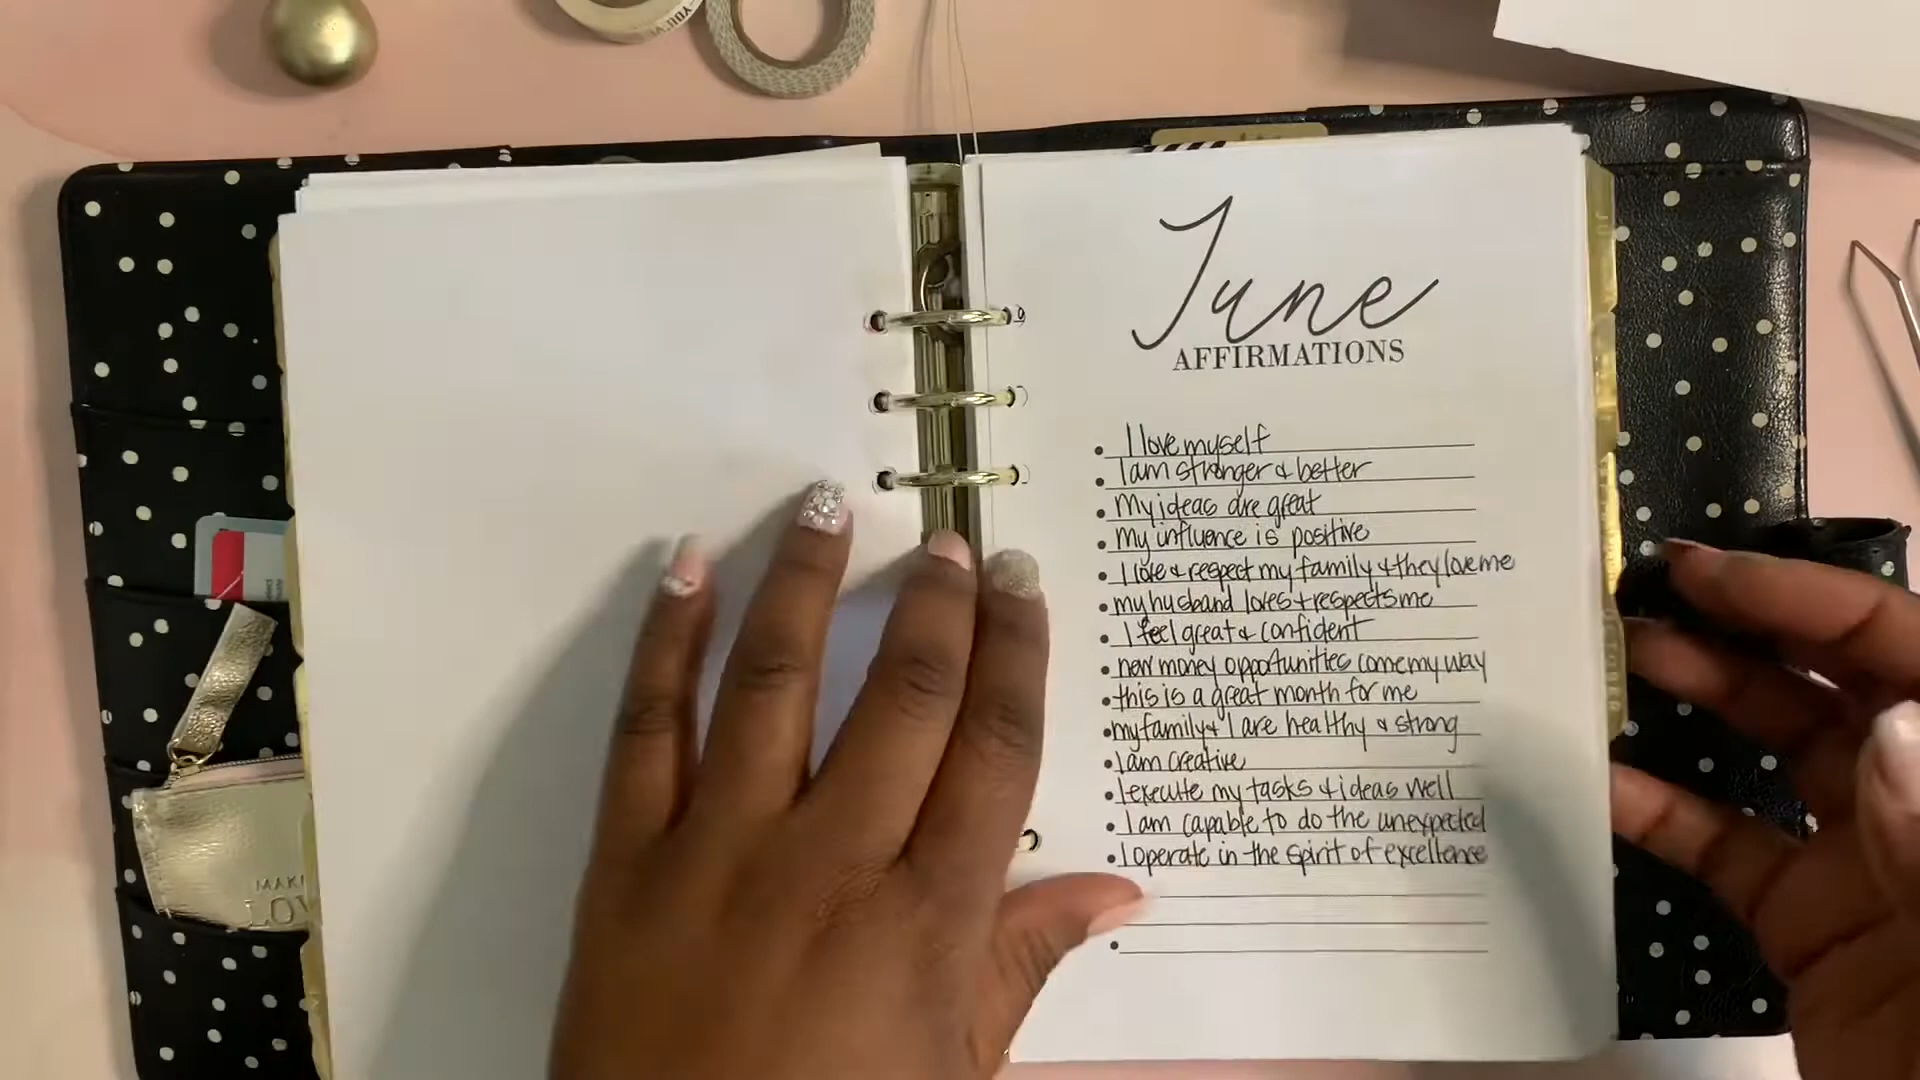 YOU'V
June
AFFIRMATIONS
I love myself
I am stronger & better
My ideas are great
My influence is positive
I love & respect my family & they love me
my husband loves & respects me
I feel great & confident
new money opportunities come my way
this is a great month for me
my family & I are healthy & strong
I am creative
I execute my tasks & ideas well
I am capable to do the unexpected
I operate in the spirit of excellence
MAK
LOV